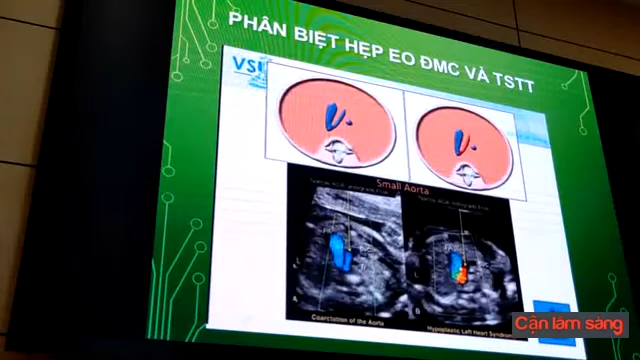 PHÂN BIỆT HẸP EO ĐMC VÀ TSTT
Small Aorta
Coarctation of the Aorta
Hypoplastic Left Heart Syndrome
Cận lâm sàng